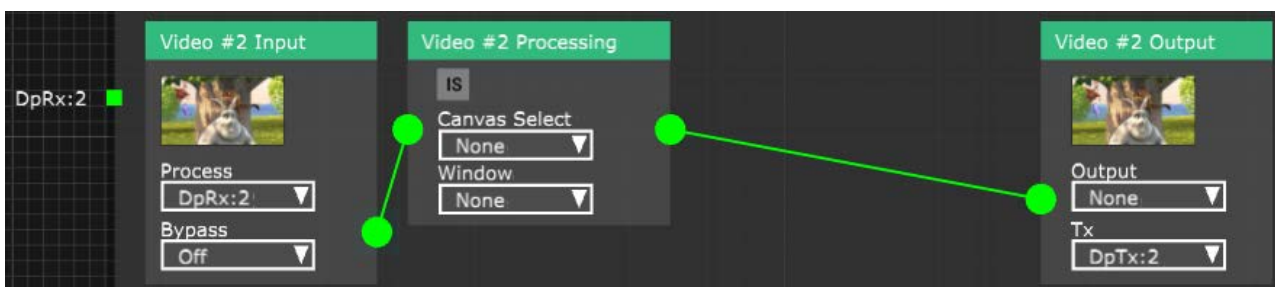 DpRx:2
Video #2 Input
Process
DpRx:2
Bypass
Off
Video #2 Processing
IS
Canvas Select
None
Window
None
Video #2 Output
Output
None
Tx
DpTx:2